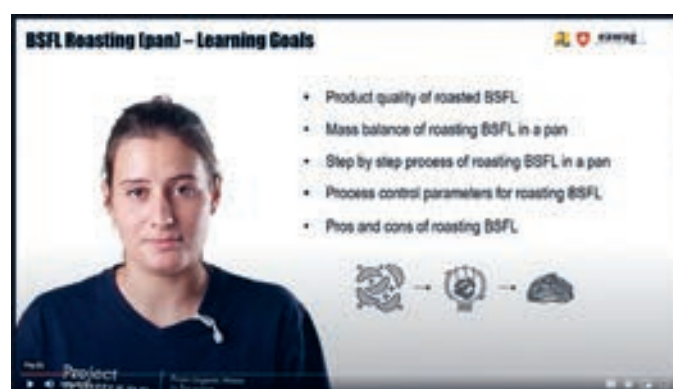 BSFL Roasting (pan) – Learning Goals
eawag
• Product quality of roasted BSFL
• Mass balance of roasting BSFL in a pan
• Step by step process of roasting BSFL in a pan
• Process control parameters for roasting BSFL
• Pros and cons of roasting BSFL
Project